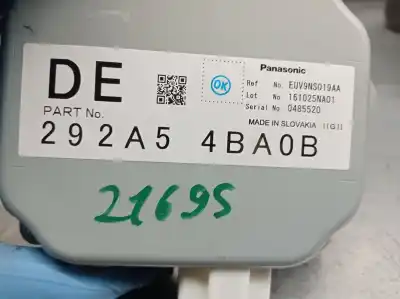 DE
PART No.
292A5 4BA0B
OK
Panasonic
Ref No EUV9NS019AA
Lot No 161025NA01
Serial No 0485520
MADE IN SLOVAKIA ((G))
21695